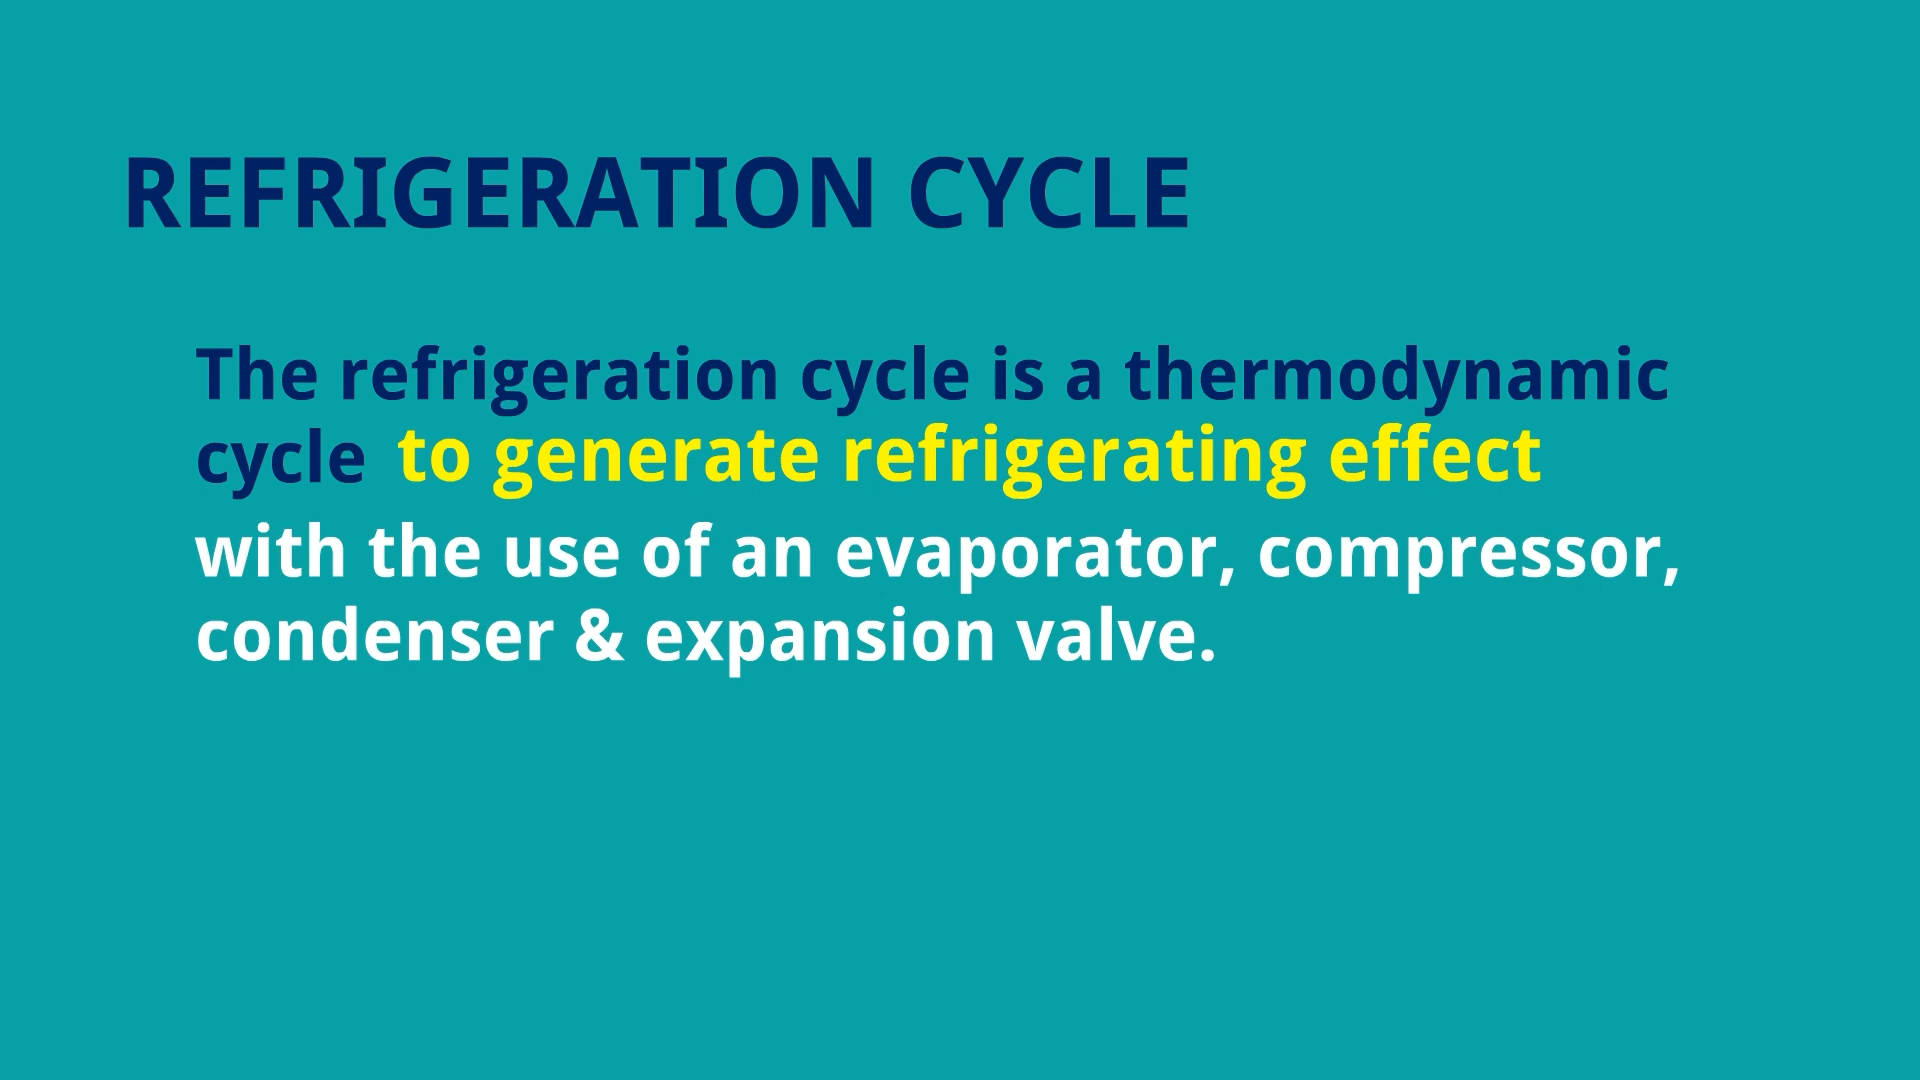 REFRIGERATION CYCLE
The refrigeration cycle is a thermodynamic
cycle to generate refrigerating effect
with the use of an evaporator, compressor,
condenser & expansion valve.